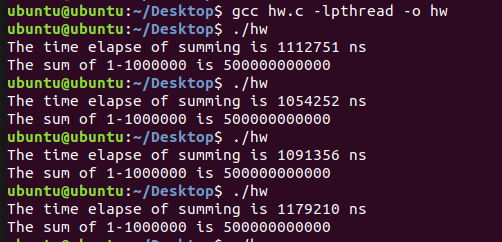 ubuntu@ubuntu:~/Desktop$ gcc hw.c -lpthread -o hw
ubuntu@ubuntu:~/Desktop$ ./hw
The time elapse of summing is 1112751 ns
The sum of 1-1000000 is 500000000000
ubuntu@ubuntu:~/Desktop$ ./hw
The time elapse of summing is 1054252 ns
The sum of 1-1000000 is 500000000000
ubuntu@ubuntu:~/Desktop$ ./hw
The time elapse of summing is 1091356 ns
The sum of 1-1000000 is 500000000000
ubuntu@ubuntu:~/Desktop$ ./hw
The time elapse of summing is 1179210 ns
The sum of 1-1000000 is 500000000000